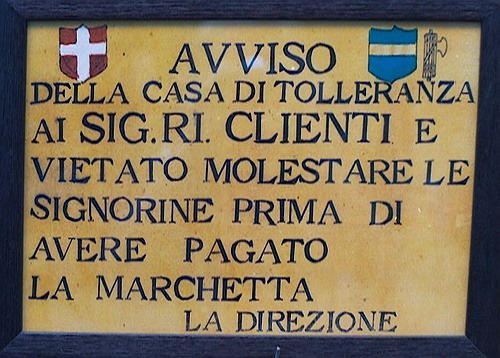 AVVISO
DELLA CASA DI TOLLERANZA
AI SIG.RI. CLIENTI E
VIETATO MOLESTARE LE
SIGNORINE PRIMA DI
AVERE PAGATO
LA MARCHETTA
LA DIREZIONE